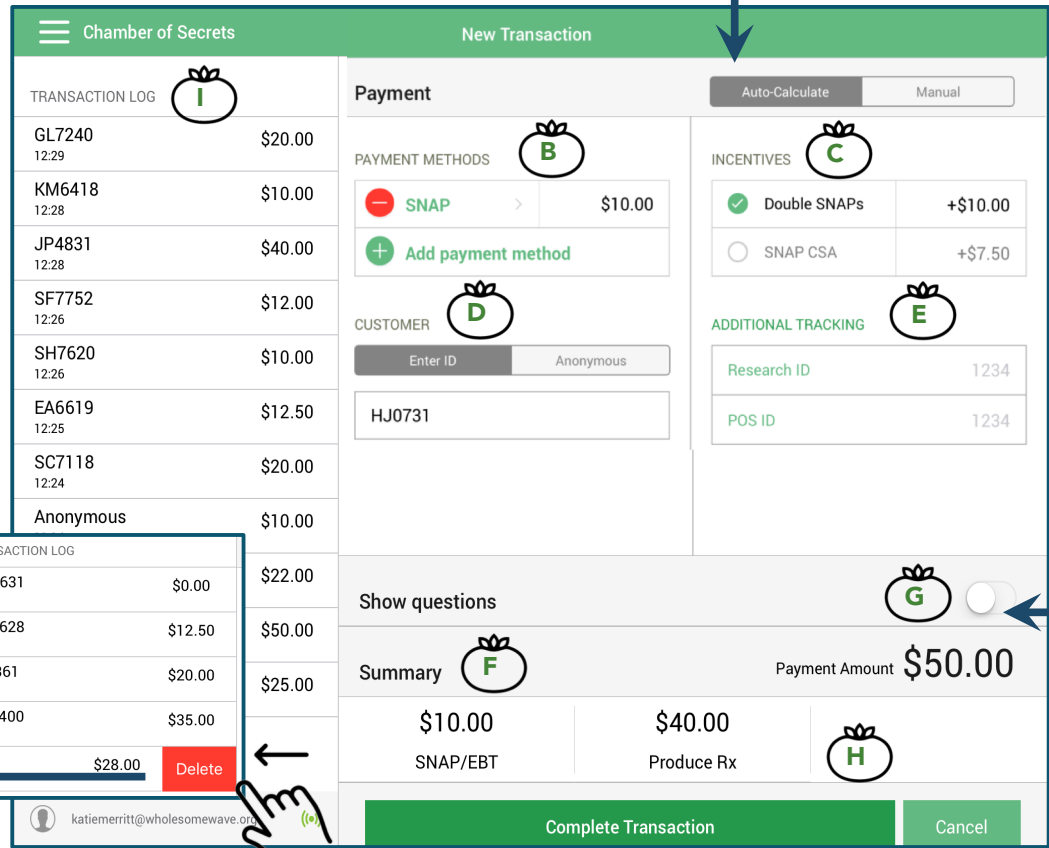 Chamber of Secrets
New Transaction
TRANSACTION LOG
I
GL7240 $20.00
12:29
KM6418 $10.00
12:28
JP4831 $40.00
12:28
SF7752 $12.00
12:26
SH7620 $10.00
12:26
EA6619 $12.50
12:25
SC7118 $20.00
12:24
Anonymous $10.00
$22.00
$50.00
$25.00
SACTION LOG
631 $0.00
628 $12.50
361 $20.00
400 $35.00
$28.00 Delete
katiemerritt@wholesomewave.org
Payment
Auto-Calculate Manual
PAYMENT METHODS B
SNAP > $10.00
Add payment method
INCENTIVES C
Double SNAPs +$10.00
SNAP CSA +$7.50
CUSTOMER D
Enter ID Anonymous
HJ0731
ADDITIONAL TRACKING E
Research ID 1234
POS ID 1234
Show questions G
Summary F Payment Amount $50.00
$10.00 $40.00
SNAP/EBT Produce Rx H
Complete Transaction Cancel